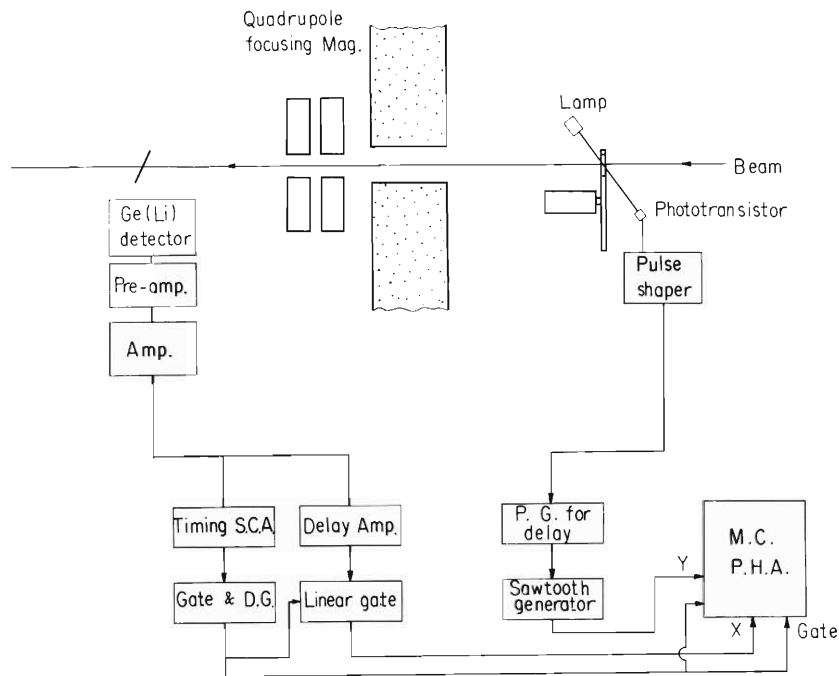 Quadrupole
focusing Mag.
Lamp
Beam
Phototransistor
Ge(Li)
detector
Pulse
shaper
Pre-amp.
Amp.
Timing S.C.A.
Delay Amp.
P. G. for
delay
M.C.
P.H.A.
Y
Gate & D.G.
Linear gate
Sawtooth
generator
X
Gate